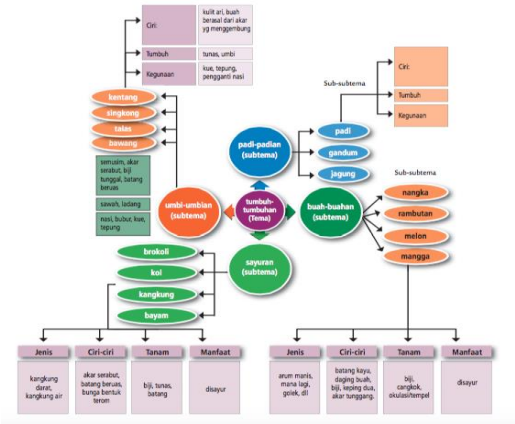 Ciri:
kulit ari, buah
berasal dari akar
yg menggembung
Tumbuh
tunas, umbi
Kegunaan
kue, tepung,
pengganti nasi
kentang
singkong
talas
bawang
semusim, akar
serabut, biji
tunggal, batang
beruas
sawah, ladang
nasi, bubur, kue,
tepung
umbi-umbian
(subtema)
padi-padian
(subtema)
tumbuh-
tumbuhan
(Tema)
buah-buahan
(subtema)
sayuran
(subtema)
Sub-subtema
padi
gandum
jagung
Ciri:
Tumbuh
Kegunaan
Sub-subtema
nangka
rambutan
melon
mangga
brokoli
kol
kangkung
bayam
Jenis
Ciri-ciri
Tanam
Manfaat
kangkung
darat,
kangkung air
akar serabut,
batang beruas,
bunga bentuk
terom
biji, tunas,
batang
disayur
Jenis
Ciri-ciri
Tanam
Manfaat
arum manis,
mana lagi,
golek, dll
batang kaya,
daging buah,
biji, keping dua,
akar tunggang.
biji,
cangkok,
okulasi/tempel
disayur